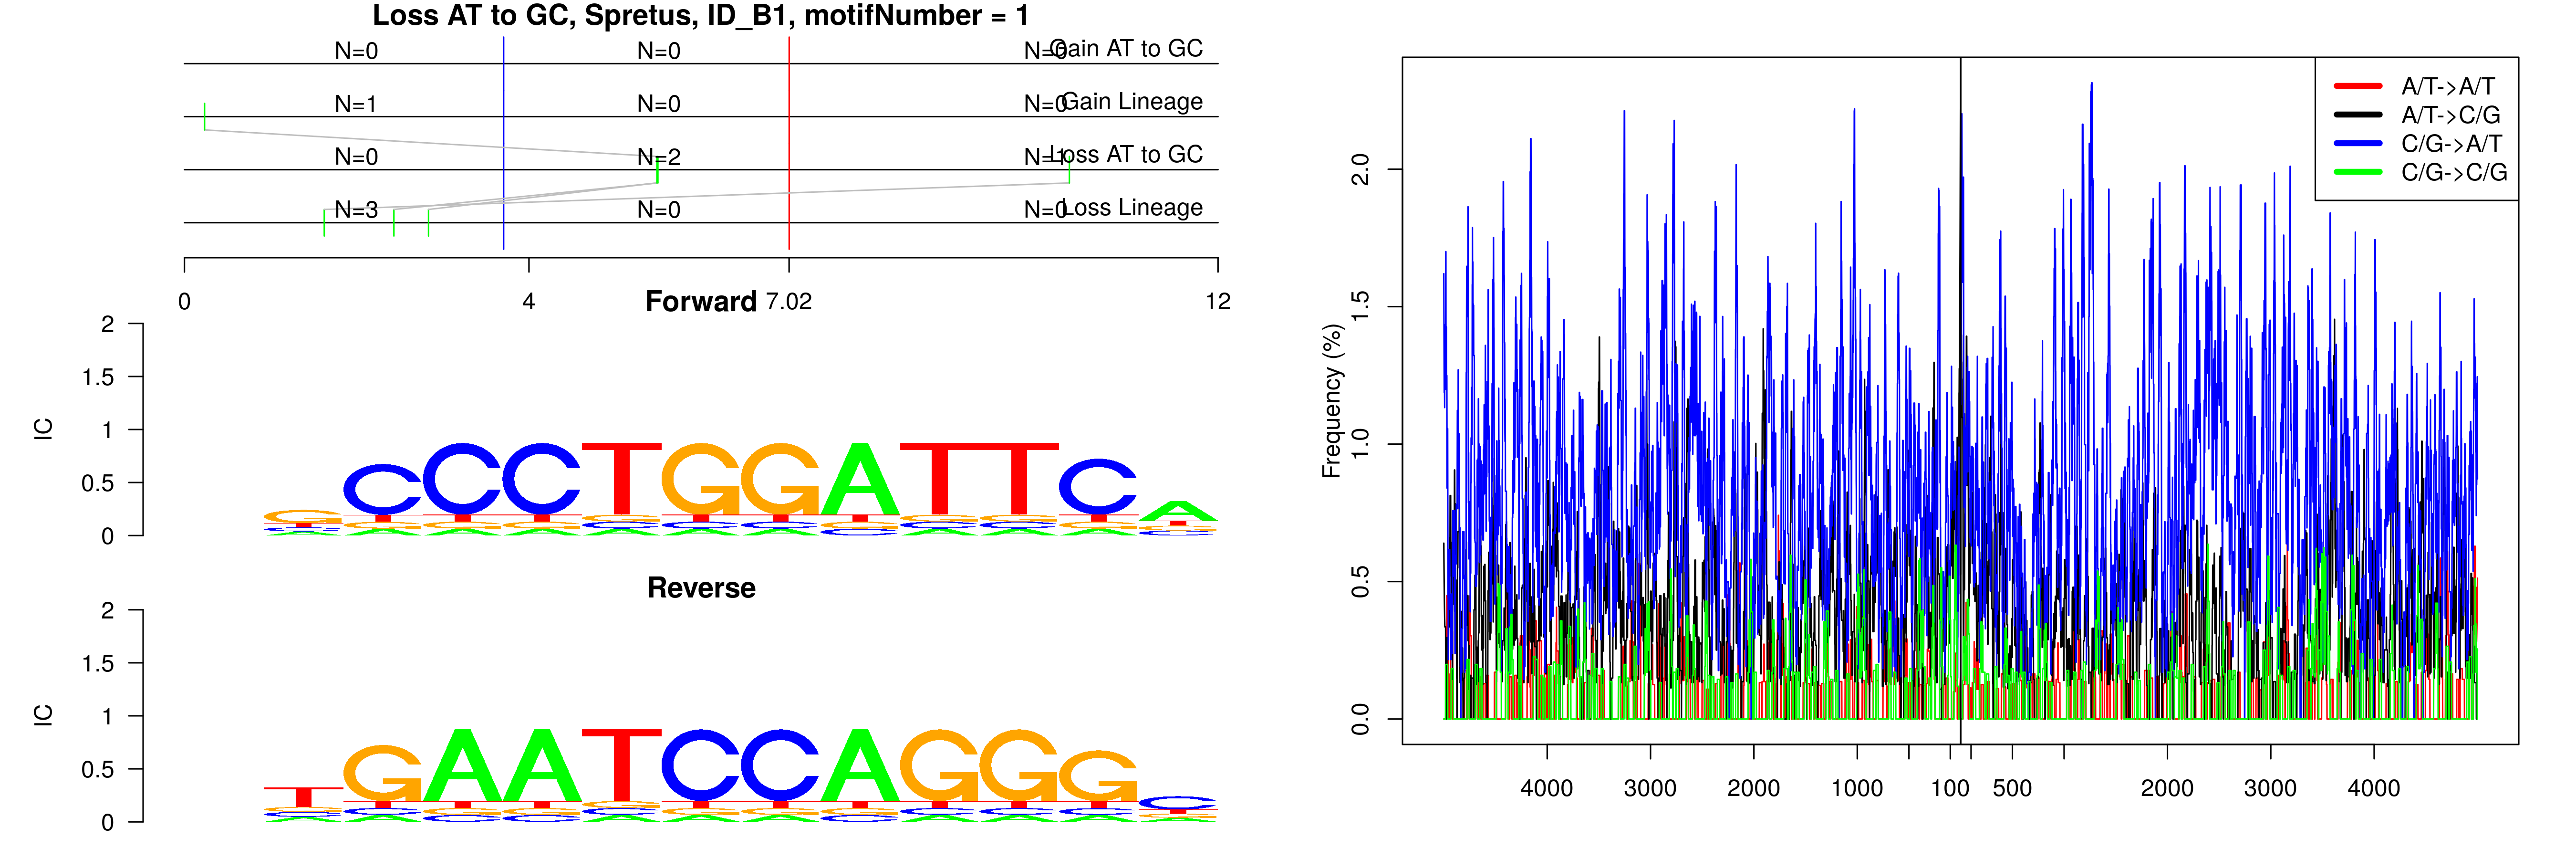 Loss AT to GC, Spretus, ID_B1, motifNumber = 1
N=0 N=0 N=0 Gain AT to GC
N=1 N=0 N=0 Gain Lineage
N=0 N=2 N=1 Loss AT to GC
N=3 N=0 N=0 Loss Lineage
0 4 7.02 12
Forward
IC
2
1.5
1
0.5
0
GCCCTGGATTCA
Reverse
IC
2
1.5
1
0.5
0
TGAATCCAGGGC
Frequency (%)
2.0
1.5
1.0
0.5
0.0
4000 3000 2000 1000 100 500 2000 3000 4000
A/T->A/T
A/T->C/G
C/G->A/T
C/G->C/G